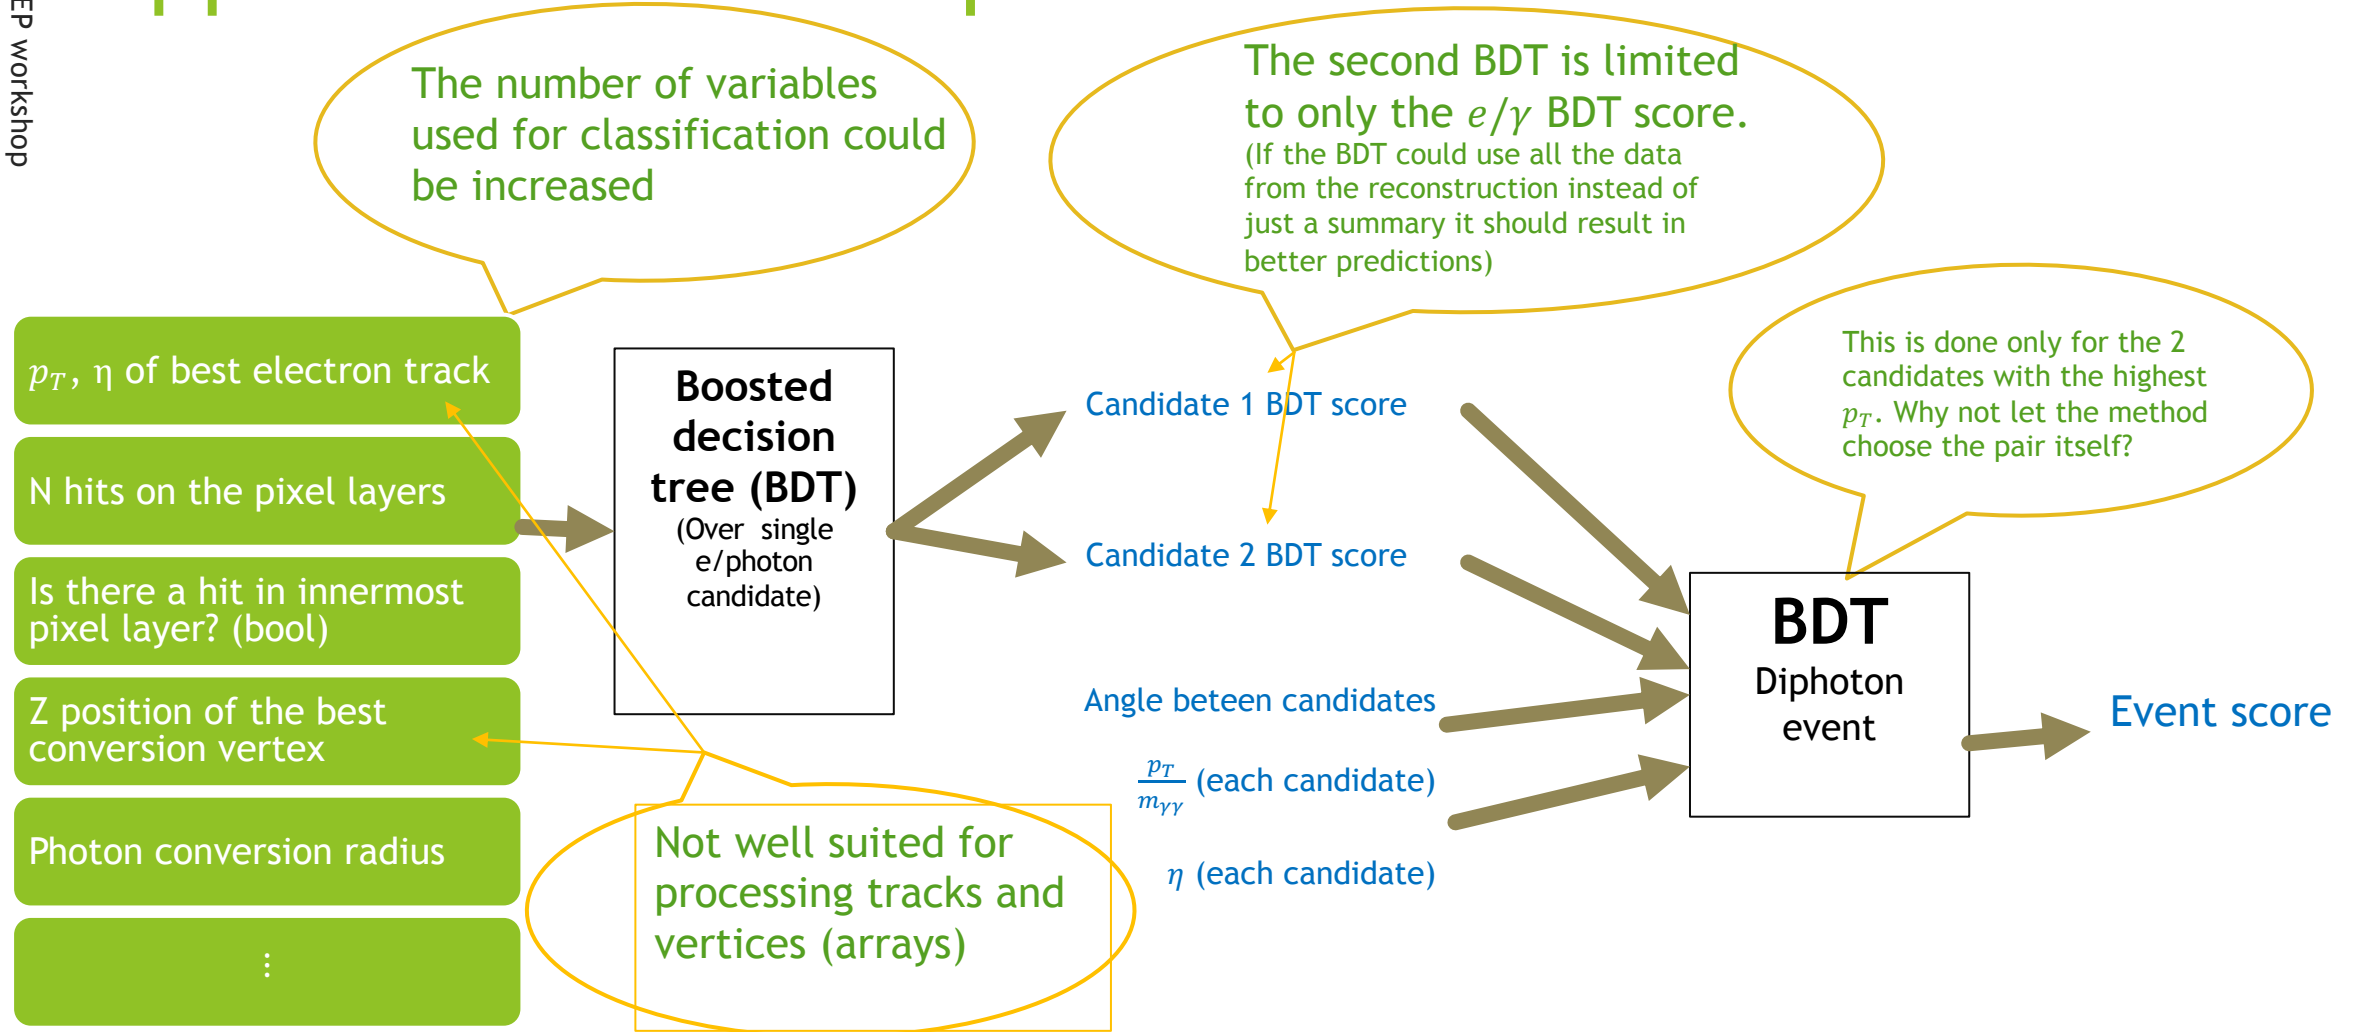 EP workshop
The number of variables
used for classification could
be increased
The second BDT is limited
to only the e/γ BDT score.
(If the BDT could use all the data
from the reconstruction instead of
just a summary it should result in
better predictions)
This is done only for the 2
candidates with the highest
p_T. Why not let the method
choose the pair itself?
p_T, η of best electron track
N hits on the pixel layers
Is there a hit in innermost
pixel layer? (bool)
Z position of the best
conversion vertex
Photon conversion radius
⋮
Boosted
decision
tree (BDT)
(Over single
e/photon
candidate)
Candidate 1 BDT score
Candidate 2 BDT score
Angle beteen candidates
p_T/m_γγ (each candidate)
η (each candidate)
BDT
Diphoton
event
Event score
Not well suited for
processing tracks and
vertices (arrays)